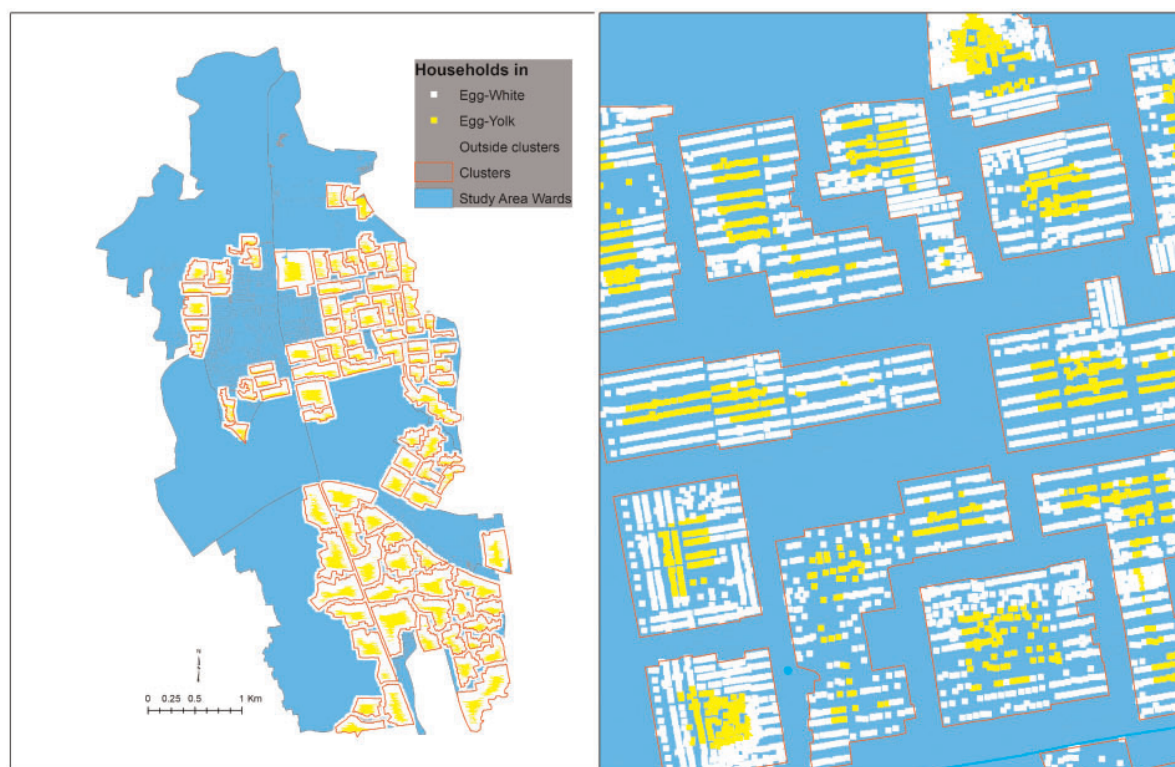 Households in
Egg-White
Egg-Yolk
Outside clusters
Clusters
Study Area Wards
N
0 0.25 0.5 1 Km